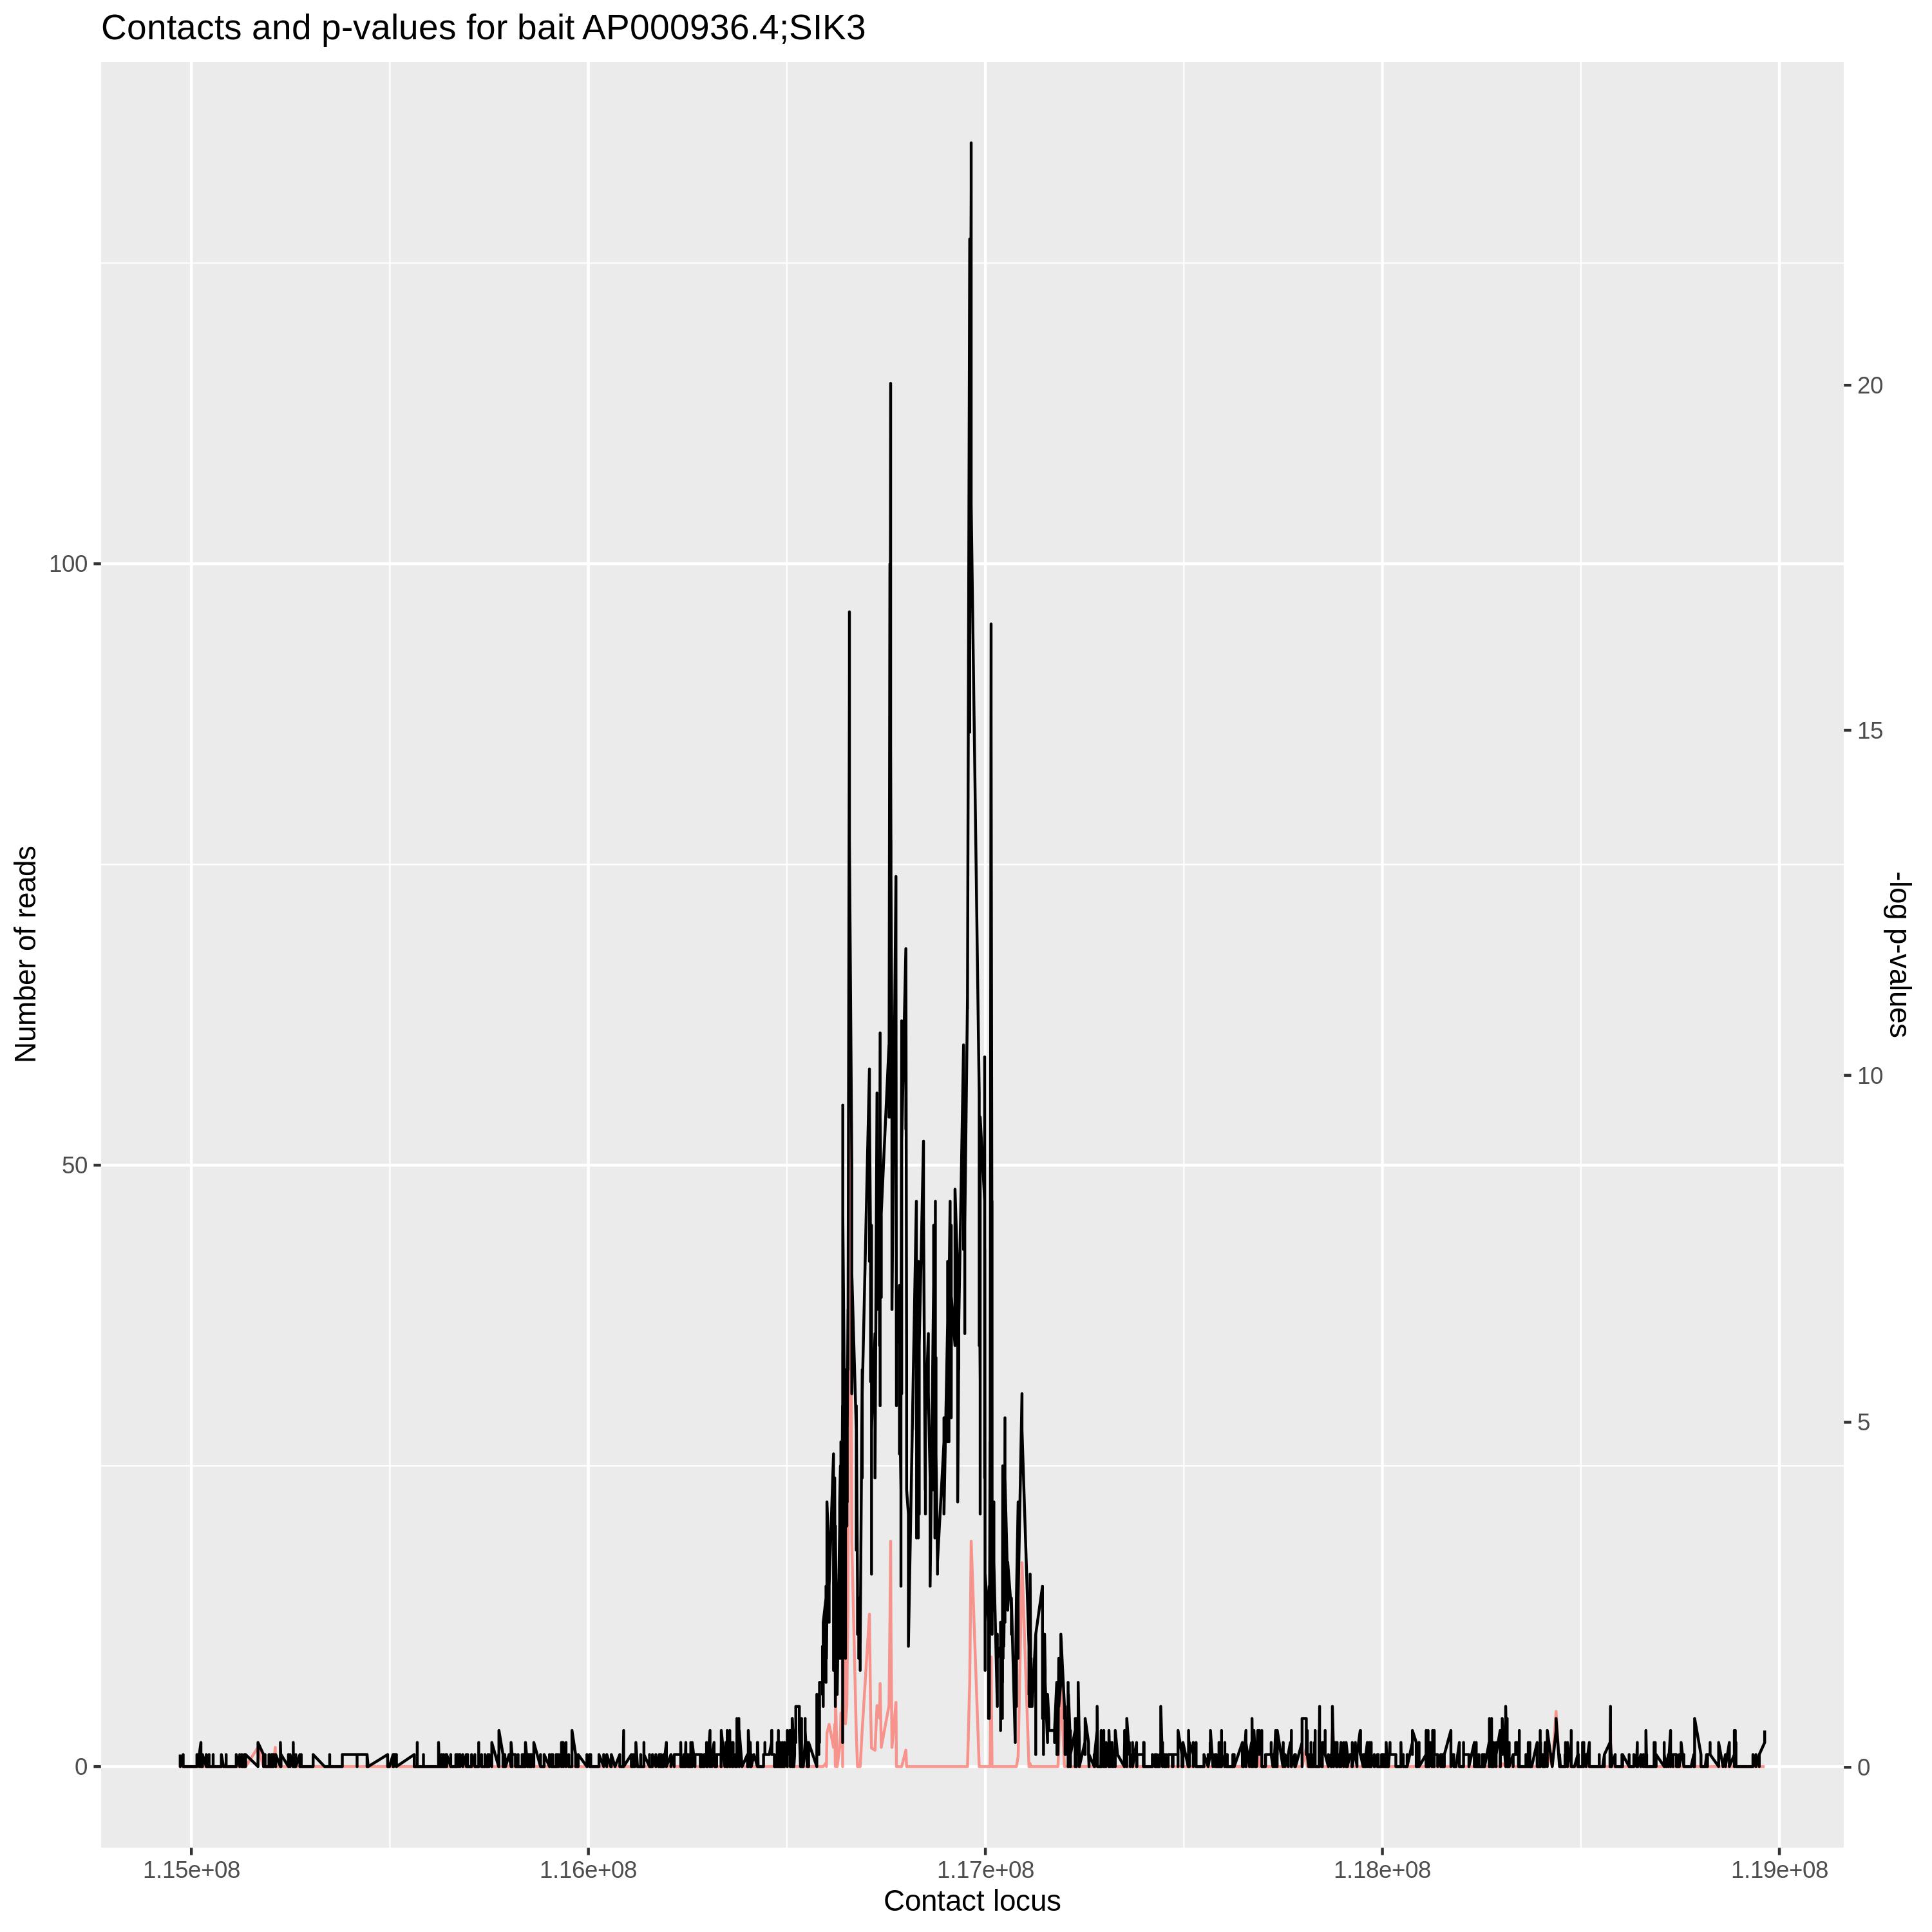 Contacts and p-values for bait AP000936.4;SIK3
100
50
0
Number of reads
20
15
10
5
0
-log p-values
1.15e+08
1.16e+08
1.17e+08
1.18e+08
1.19e+08
Contact locus